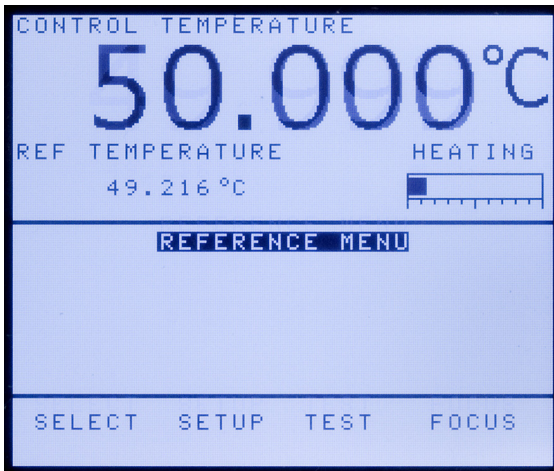 CONTROL TEMPERATURE
50.000°C
REF TEMPERATURE HEATING
49.216°C
REFERENCE MENU
SELECT SETUP TEST FOCUS